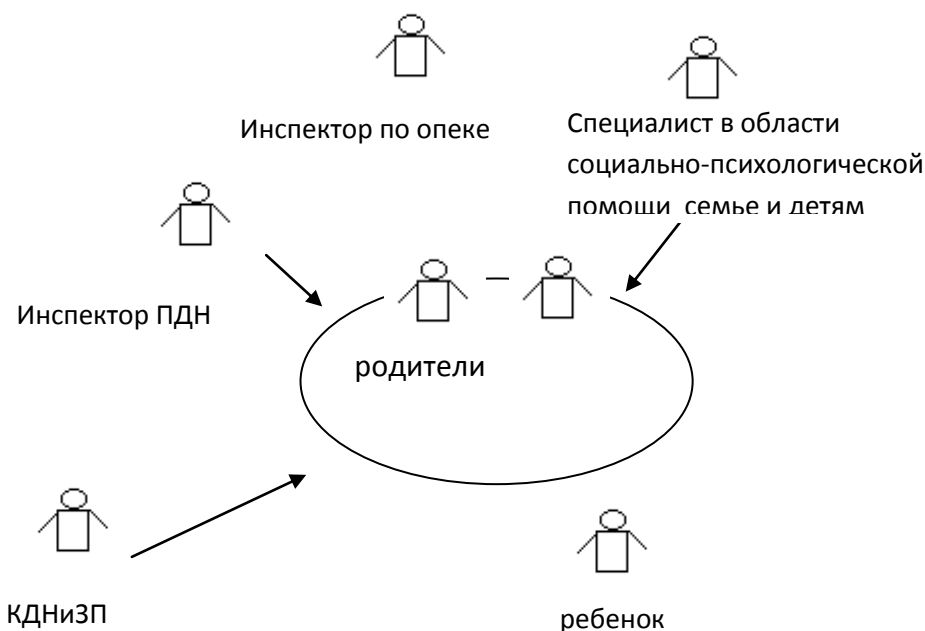 Инспектор по опеке
Специалист в области
социально-психологической
помощи семье и детям
Инспектор ПДН
родители
КДНиЗП
ребенок